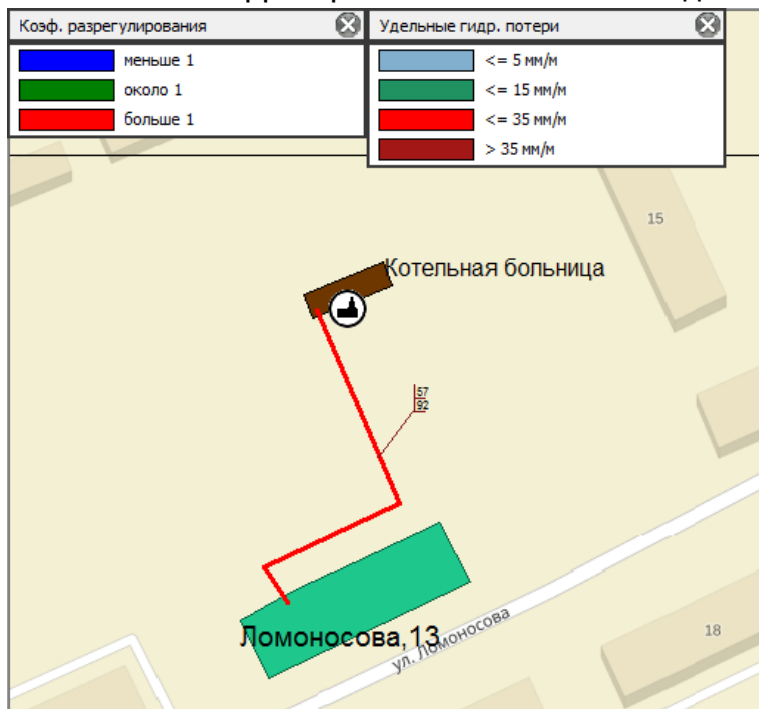 Коэф. разрегулирования
меньше 1
около 1
больше 1
Удельные гидр. потери
<= 5 мм/м
<= 15 мм/м
<= 35 мм/м
> 35 мм/м
15
Котельная больница
57
92
Ломоносова,13
ул. Ломоносова
18